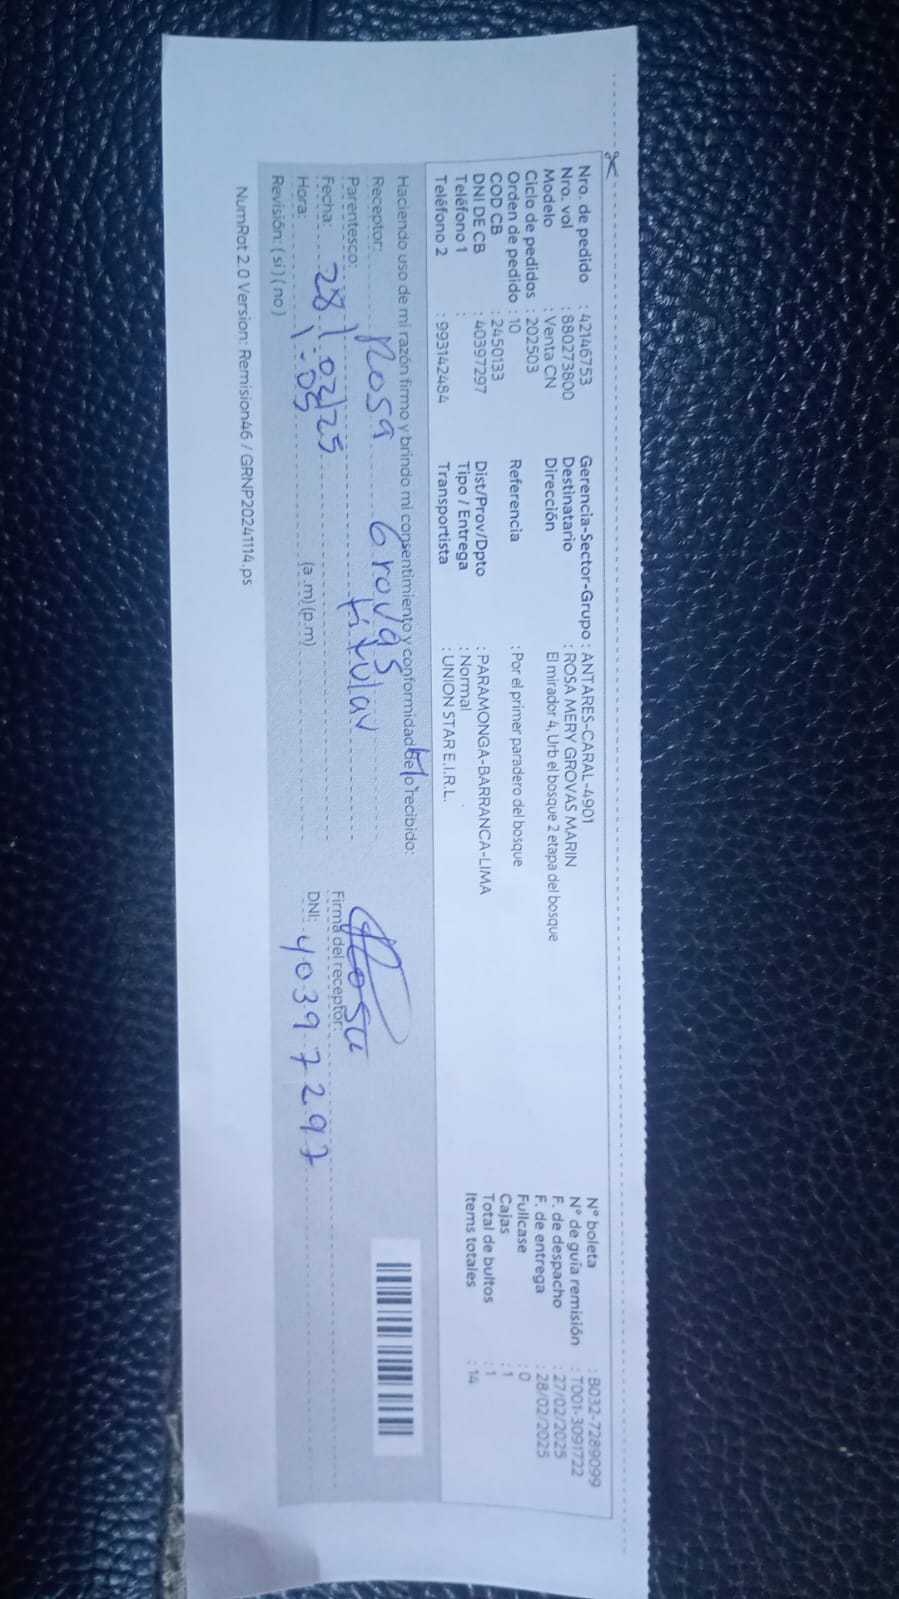 Nro. de pedido : 42146753
Nro. vol : 880273800
Modelo : Venta CN
Ciclo de pedidos : 202503
Orden de pedido : 10
COD CB : 2450133
DNI DE CB : 40397297
Teléfono 1 :
Teléfono 2 : 993142484
Gerencia-Sector-Grupo : ANTARES-CARAL-4901
Destinatario : ROSA MERY GROVAS MARIN
Dirección El mirador 4, Urb el bosque 2 etapa del bosque
Referencia : Por el primer paradero del bosque
Dist/Prov/Dpto : PARAMONGA-BARRANCA-LIMA
Tipo / Entrega : Normal
Transportista : UNION STAR E.I.R.L.
N° boleta : B032-7289099
N° de guía remisión : T001-3091722
F. de despacho : 27/02/2025
F. de entrega : 28/02/2025
Fullcase : 0
Cajas : 1
Total de bultos : 1
Items totales : 14
Haciendo uso de mi razón firmo y brindo mi consentimiento y conformidad de lo recibido:
Receptor: Rosa Grovas
Parentesco: titular
Fecha: 28/02/25
Hora: 1:05 (a.m)(p.m)
Revisión: (si)(no)
Rosa
Firma del receptor:
DNI: 40397297
NumRot 2.0 Version: Remision46 / GRNP20241114.ps